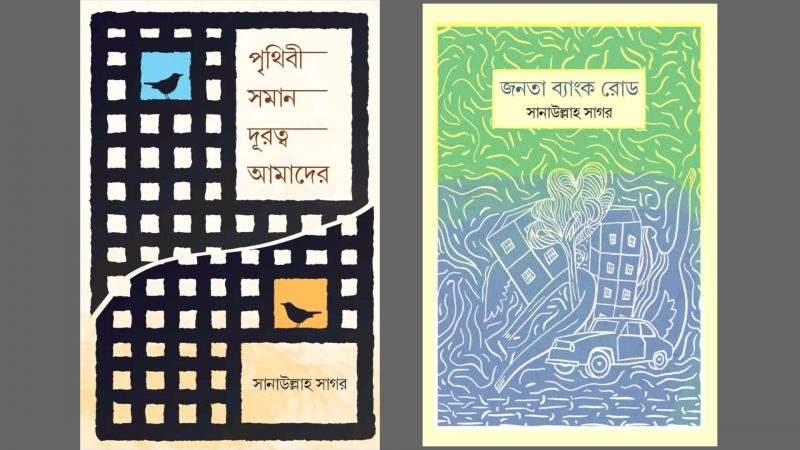 পৃথিবী
সমান
দূরত্ব
আমাদের
সানাউল্লাহ সাগর
জনতা ব্যাংক রোড
সানাউল্লাহ সাগর